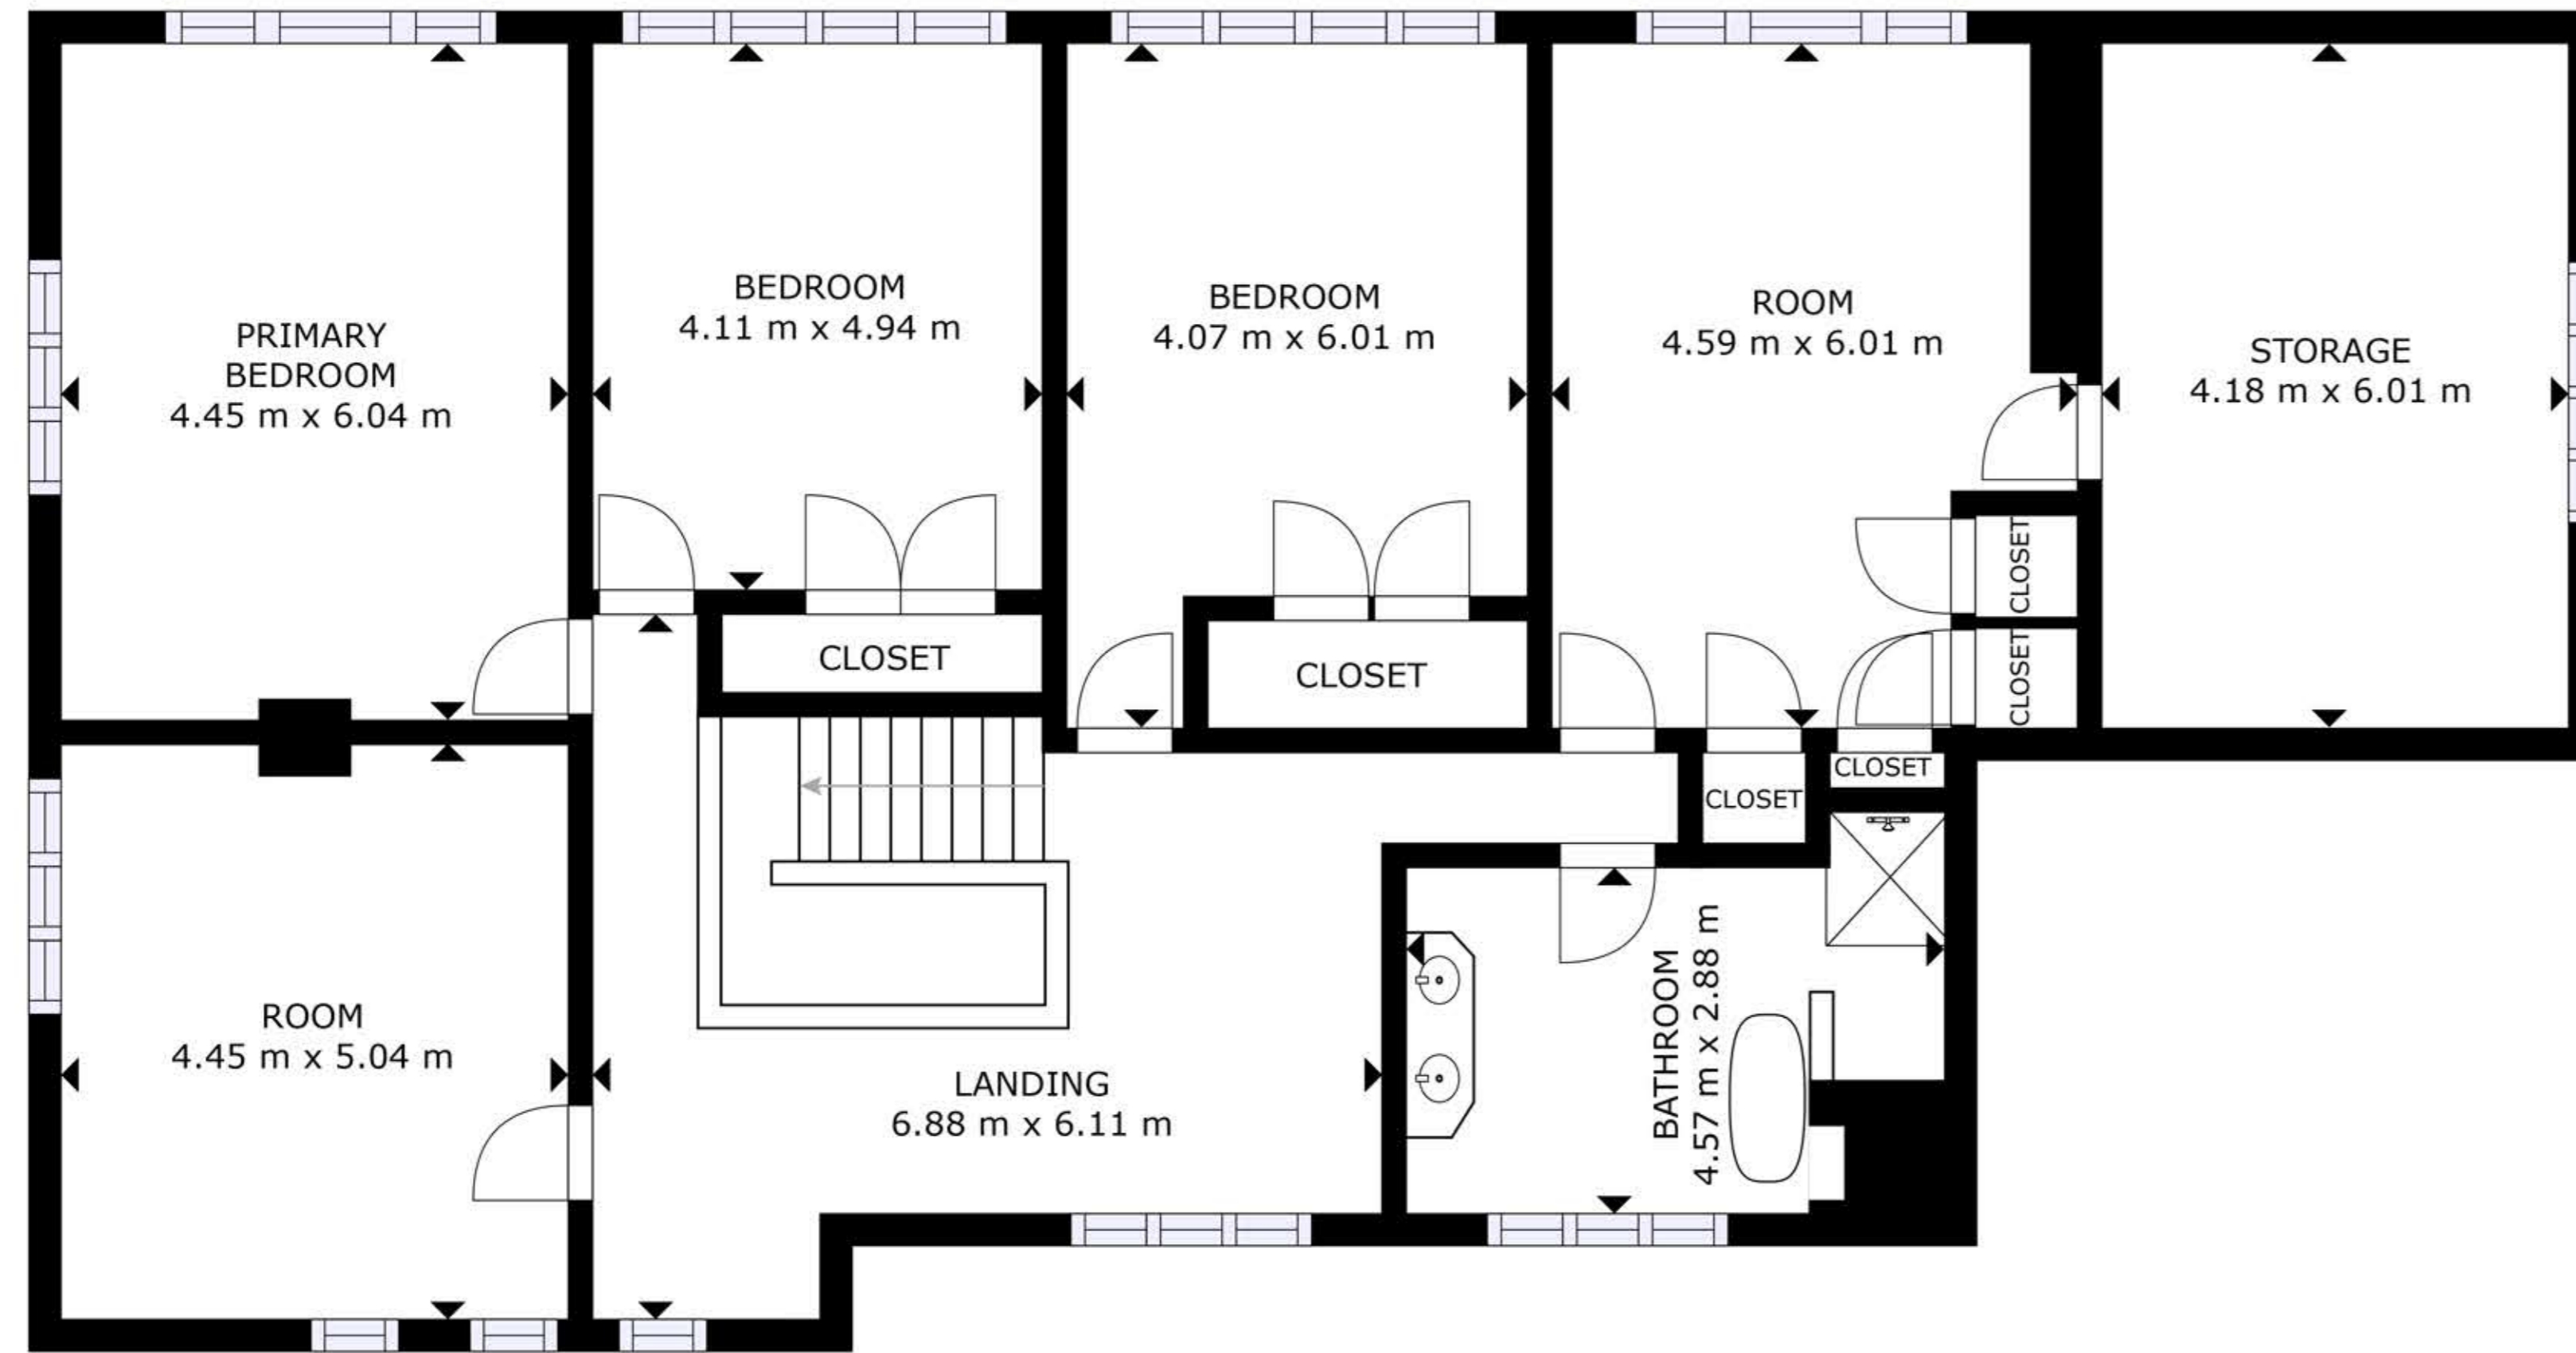 PRIMARY
BEDROOM
4.45 m x 6.04 m
BEDROOM
4.11 m x 4.94 m
BEDROOM
4.07 m x 6.01 m
ROOM
4.59 m x 6.01 m
STORAGE
4.18 m x 6.01 m
CLOSET
CLOSET
CLOSET
CLOSET
CLOSET
CLOSET
ROOM
4.45 m x 5.04 m
LANDING
6.88 m x 6.11 m
BATHROOM
4.57 m x 2.88 m